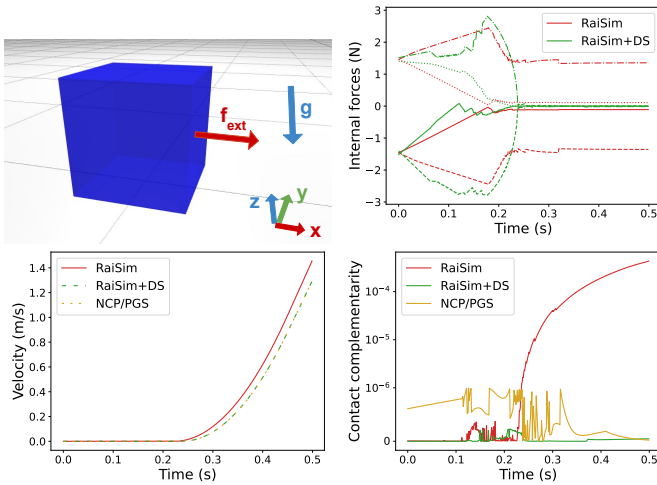 f_ext
g
z
y
x
Internal forces (N)
3
2
1
0
−1
−2
−3
RaiSim
RaiSim+DS
0.0 0.1 0.2 0.3 0.4 0.5
Time (s)
Velocity (m/s)
1.4
1.2
1.0
0.8
0.6
0.4
0.2
0.0
RaiSim
RaiSim+DS
NCP/PGS
0.0 0.1 0.2 0.3 0.4 0.5
Time (s)
Contact complementarity
10⁻⁴
10⁻⁵
10⁻⁶
0
RaiSim
RaiSim+DS
NCP/PGS
0.0 0.1 0.2 0.3 0.4 0.5
Time (s)